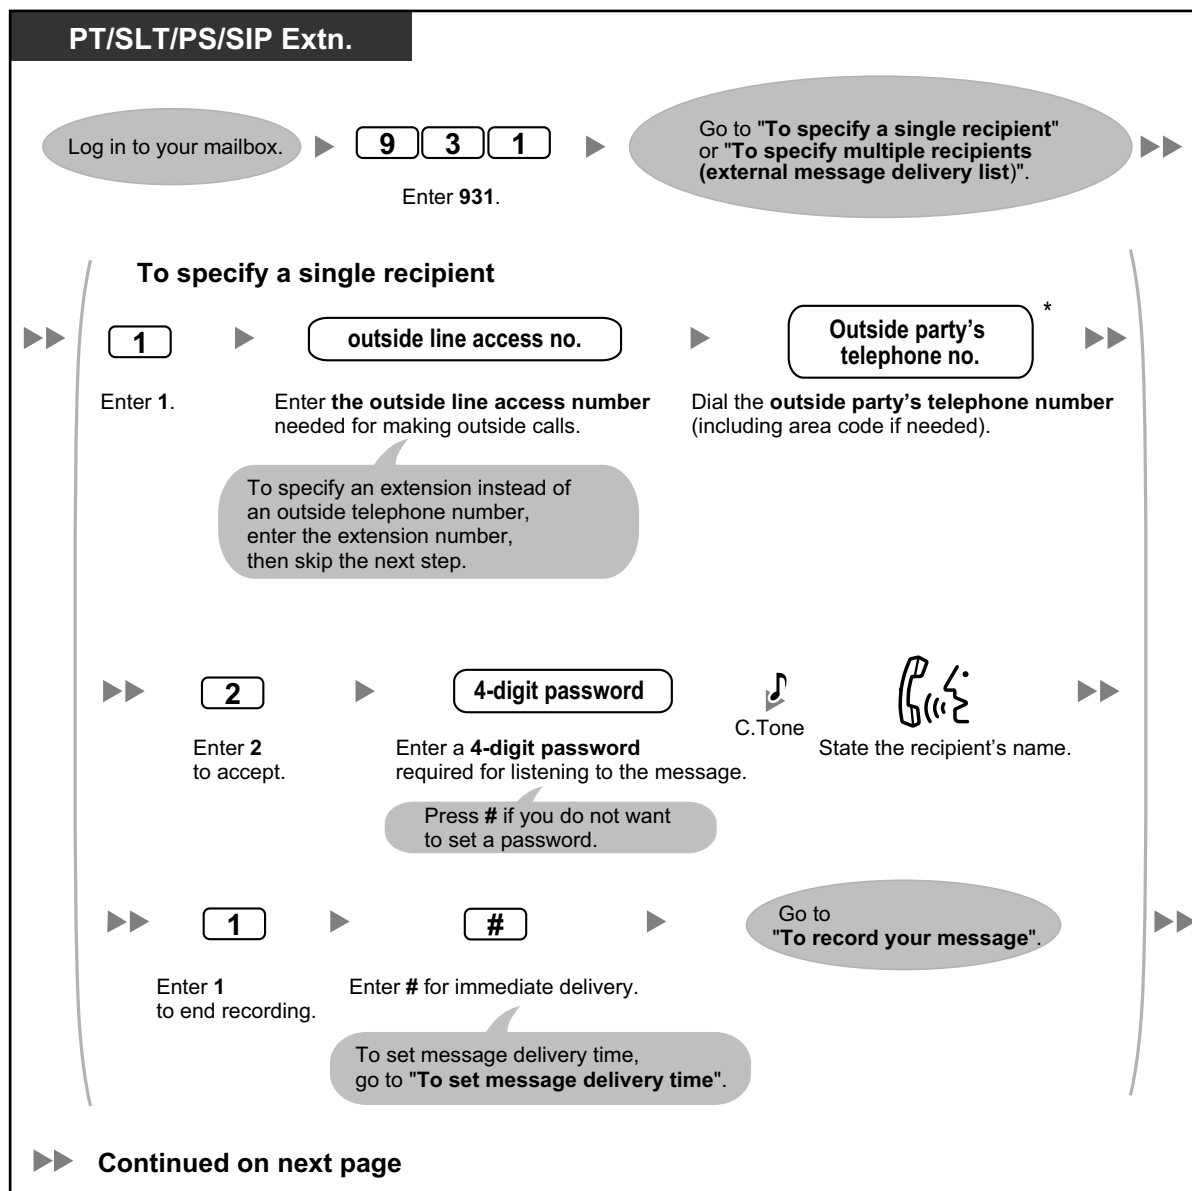 PT/SLT/PS/SIP Extn.
Log in to your mailbox.
9 3 1
Enter 931.
Go to "To specify a single recipient"
or "To specify multiple recipients
(external message delivery list)".
To specify a single recipient
1
Enter 1.
outside line access no.
Enter the outside line access number
needed for making outside calls.
To specify an extension instead of
an outside telephone number,
enter the extension number,
then skip the next step.
Outside party's
telephone no.
*
Dial the outside party's telephone number
(including area code if needed).
2
Enter 2
to accept.
4-digit password
Enter a 4-digit password
required for listening to the message.
Press # if you do not want
to set a password.
C.Tone
State the recipient's name.
1
Enter 1
to end recording.
#
Enter # for immediate delivery.
To set message delivery time,
go to "To set message delivery time".
Go to
"To record your message".
Continued on next page